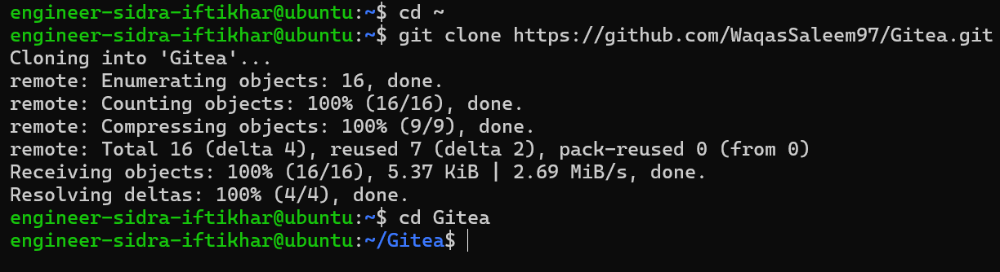 engineer-sidra-iftikhar@ubuntu:~$ cd ~
engineer-sidra-iftikhar@ubuntu:~$ git clone https://github.com/WaqasSaleem97/Gitea.git
Cloning into 'Gitea'...
remote: Enumerating objects: 16, done.
remote: Counting objects: 100% (16/16), done.
remote: Compressing objects: 100% (9/9), done.
remote: Total 16 (delta 4), reused 7 (delta 2), pack-reused 0 (from 0)
Receiving objects: 100% (16/16), 5.37 KiB | 2.69 MiB/s, done.
Resolving deltas: 100% (4/4), done.
engineer-sidra-iftikhar@ubuntu:~$ cd Gitea
engineer-sidra-iftikhar@ubuntu:~/Gitea$